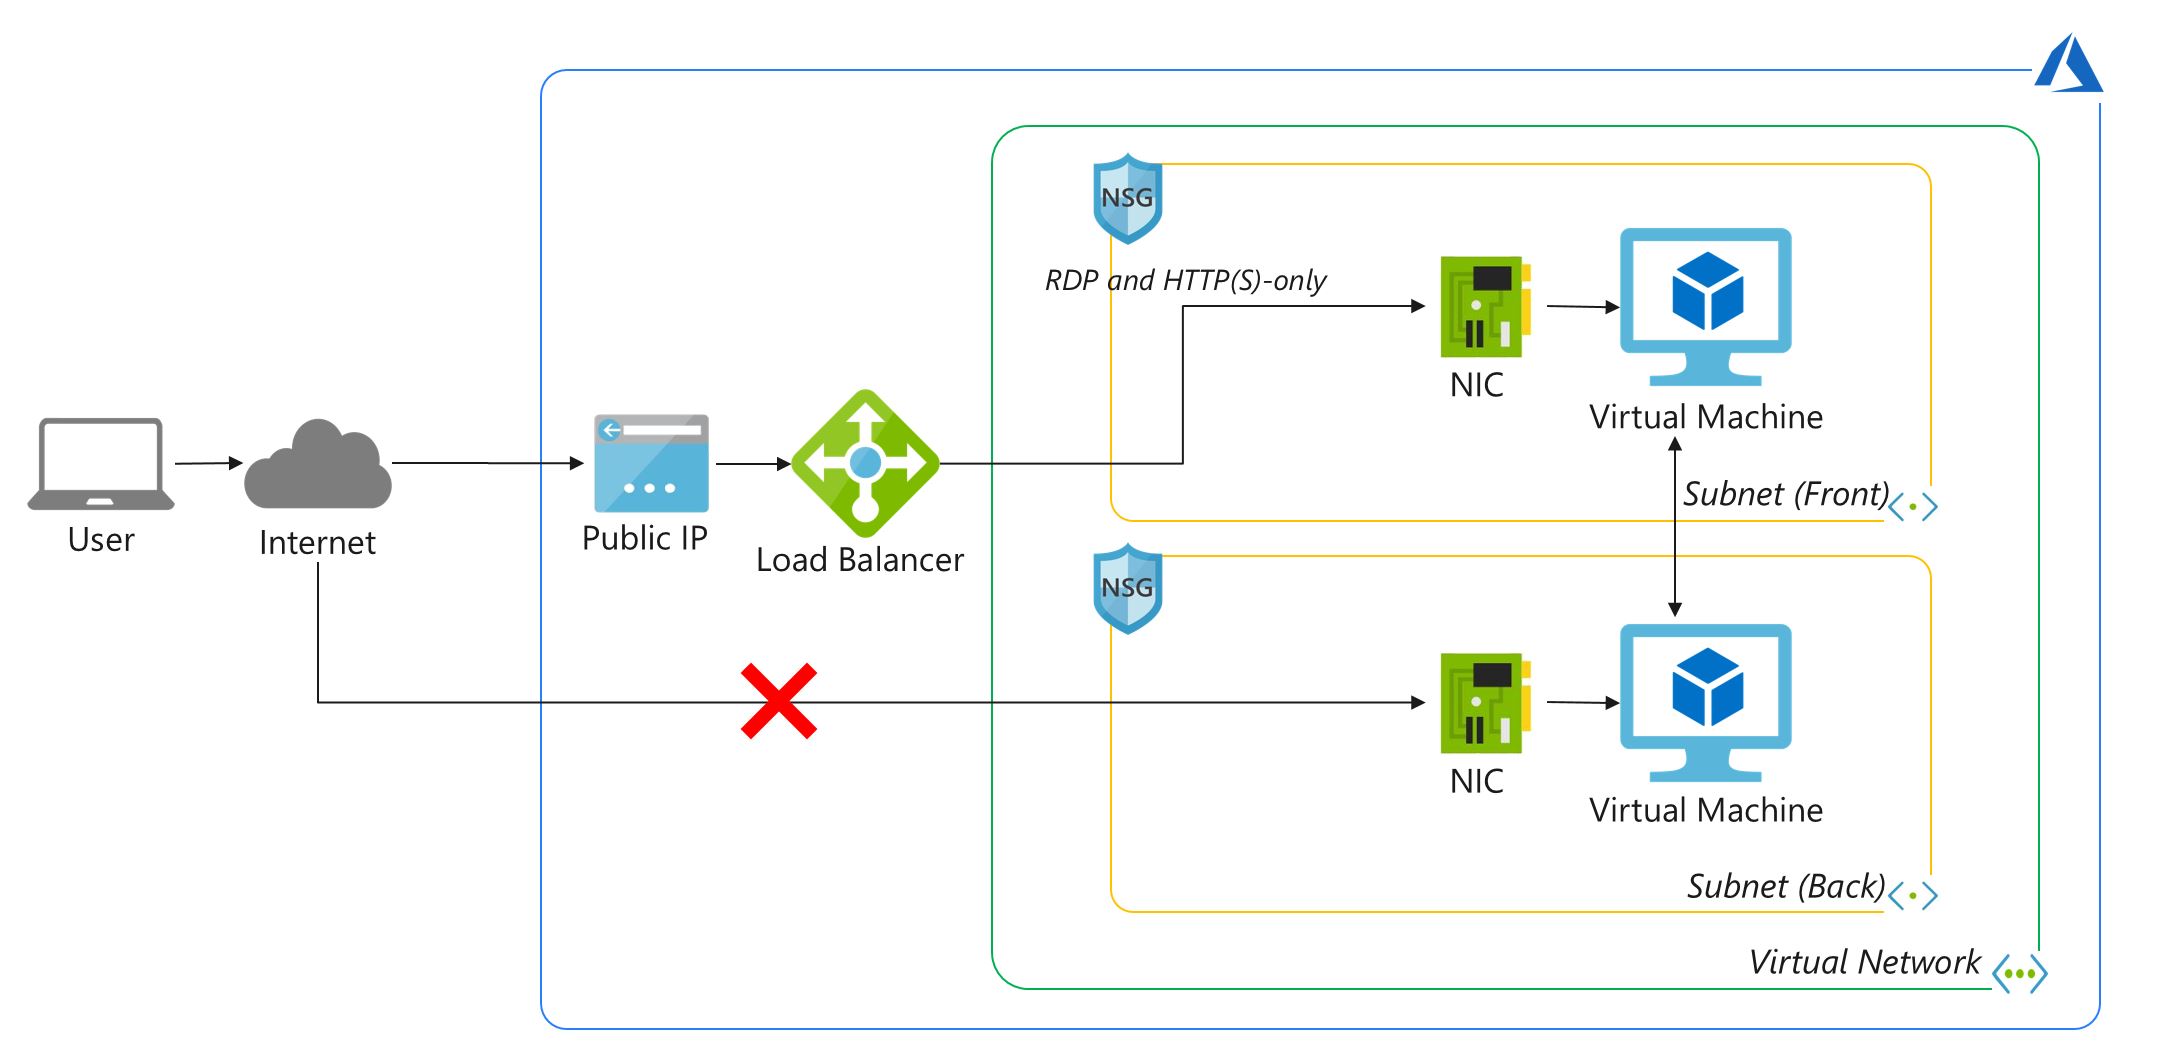 NSG
RDP and HTTP(S)-only
NIC
Virtual Machine
Subnet (Front)
User
Internet
Public IP
Load Balancer
NSG
NIC
Virtual Machine
Subnet (Back)
Virtual Network